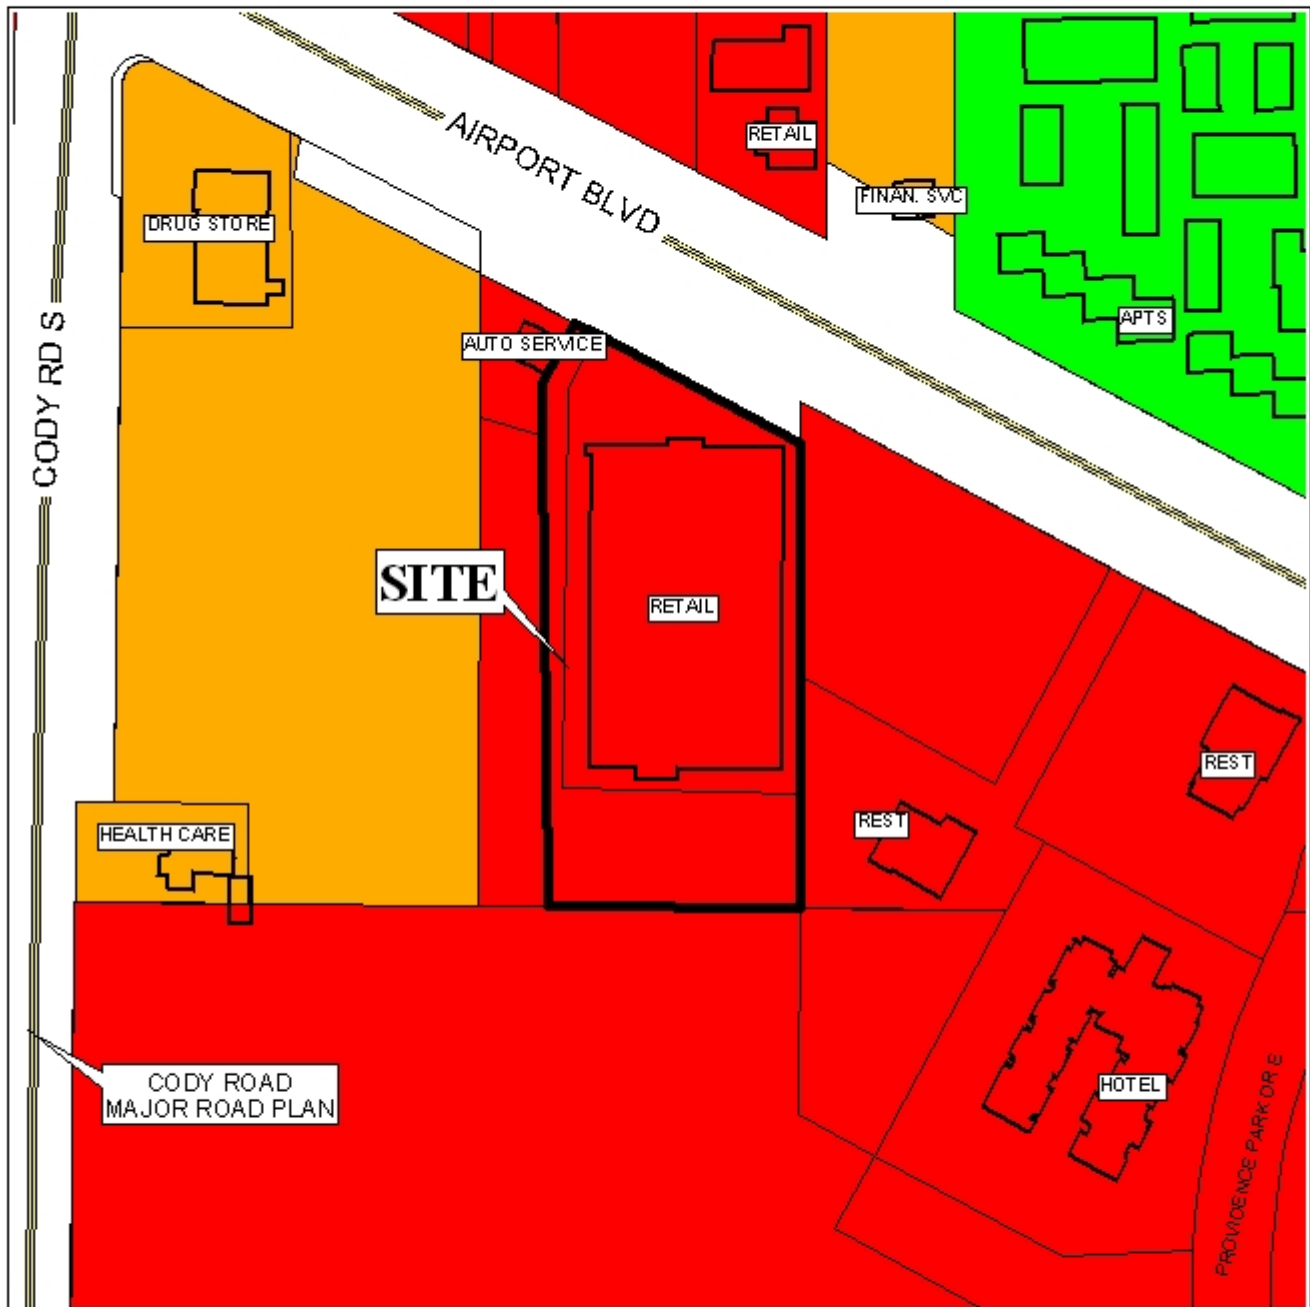 AIRPORT BLVD
RETAIL
FINAN. SVC
DRUG STORE
APTS
AUTO SERVICE
CODY RD S
SITE
RETAIL
REST
REST
HEALTH CARE
HOTEL
CODY ROAD
MAJOR ROAD PLAN
PROVIDENCE PARK DR E